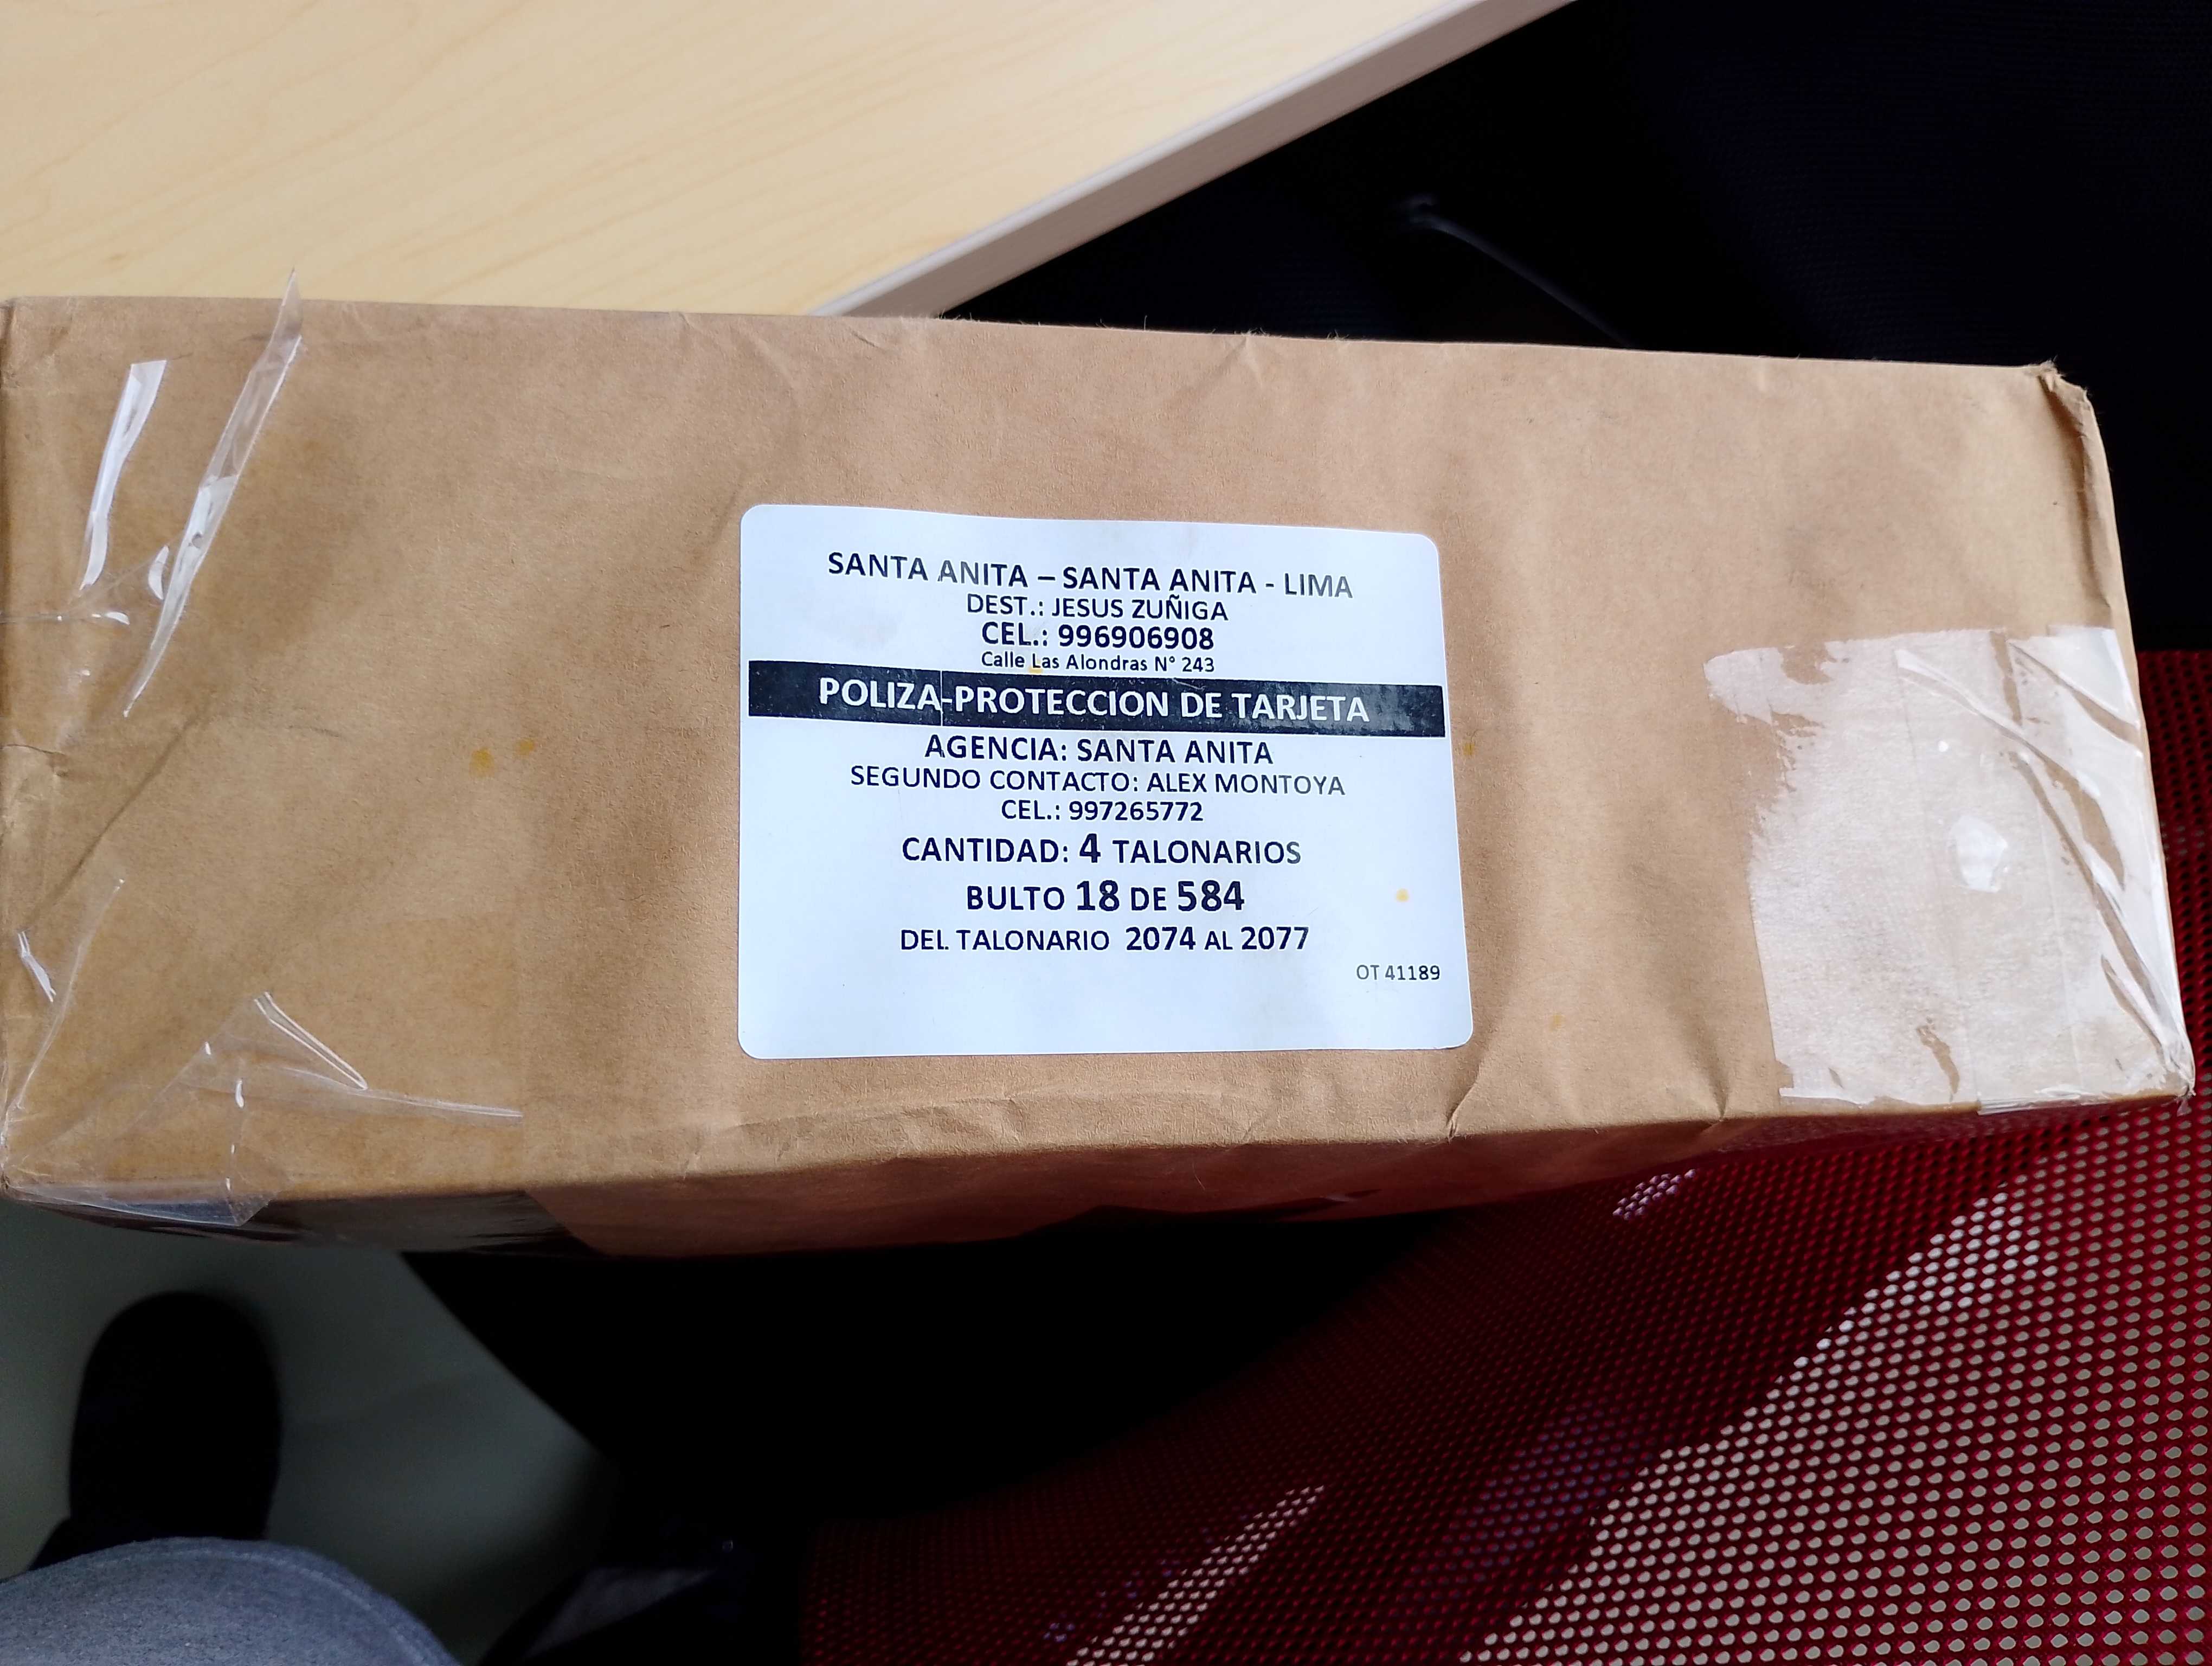 SANTA ANITA – SANTA ANITA - LIMA
DEST.: JESUS ZUÑIGA
CEL.: 996906908
Calle Las Alondras N° 243
POLIZA-PROTECCION DE TARJETA
AGENCIA: SANTA ANITA
SEGUNDO CONTACTO: ALEX MONTOYA
CEL.: 997265772
CANTIDAD: 4 TALONARIOS
BULTO 18 DE 584
DEL TALONARIO 2074 AL 2077
OT 41189